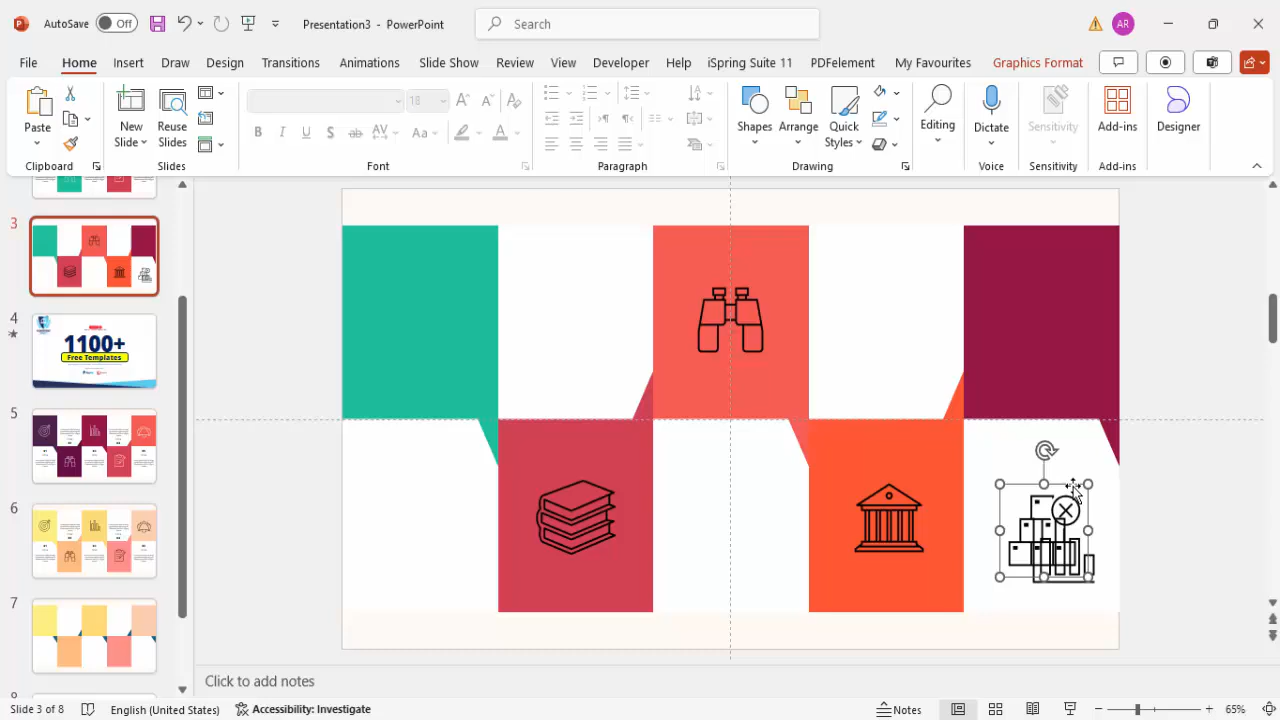 AutoSave Off Presentation3 - PowerPoint Search AR
File Home Insert Draw Design Transitions Animations Slide Show Review View Developer Help iSpring Suite 11 PDFelement My Favourites Graphics Format
Paste New Slide Reuse Slides 18 Shapes Arrange Quick Styles Editing Dictate Sensitivity Add-ins Designer
Clipboard Slides Font Paragraph Drawing Voice Sensitivity Add-ins
3
4
1100+
Free Templates
5
6
7
8
Click to add notes
Slide 3 of 8 English (United States) Accessibility: Investigate Notes 65%